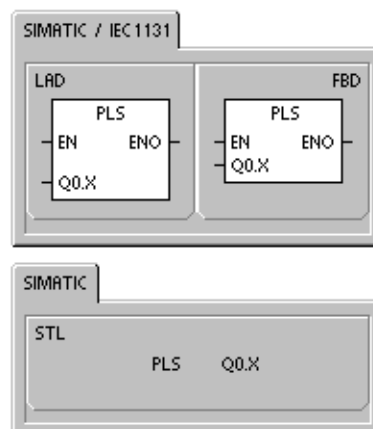 SIMATIC / IEC1131
LAD FBD
PLS PLS
EN ENO EN ENO
Q0.X Q0.X
SIMATIC
STL
PLS Q0.X